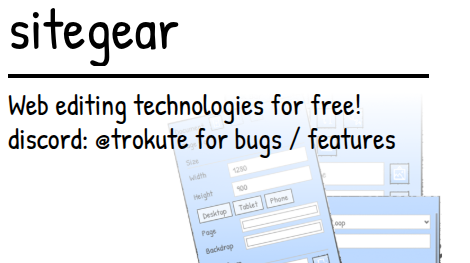 sitegear
Web editing technologies for free!
discord: @trokute for bugs / features
Size
Width 1280
Height 900
Desktop Tablet Phone
Page
Backdrop